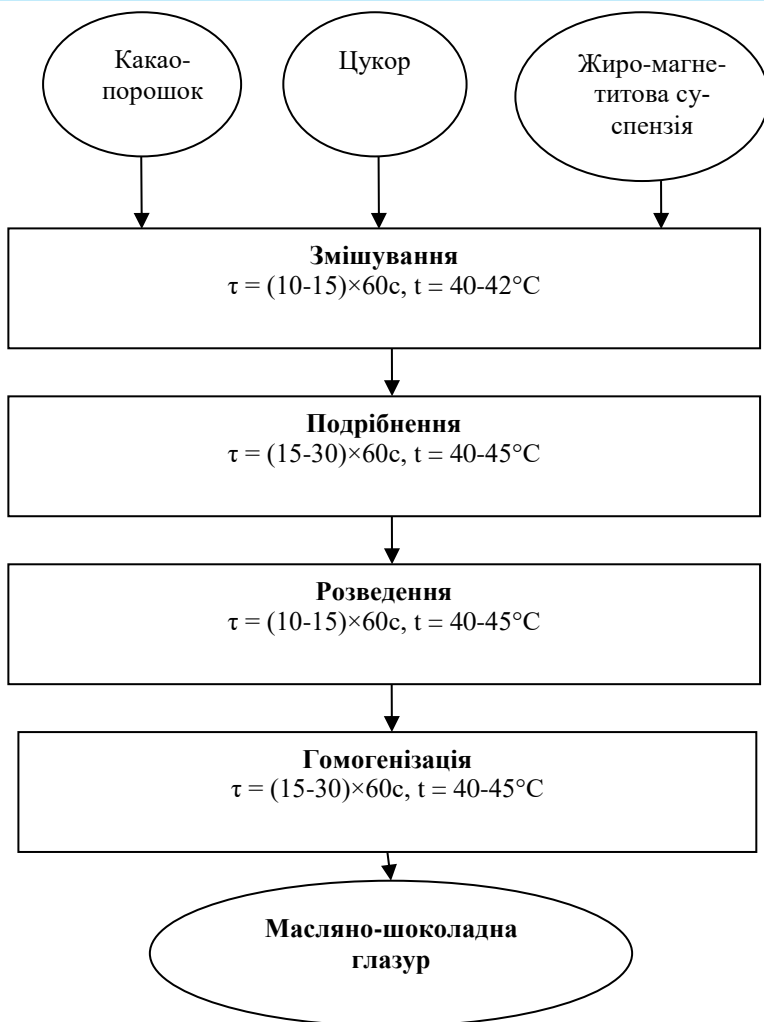 Какао-
порошок
Цукор
Жиро-магне-
титова су-
спензія
Змішування
τ = (10-15)×60с, t = 40-42°С
Подрібнення
τ = (15-30)×60с, t = 40-45°С
Розведення
τ = (10-15)×60с, t = 40-45°С
Гомогенізація
τ = (15-30)×60с, t = 40-45°С
Масляно-шоколадна
глазур